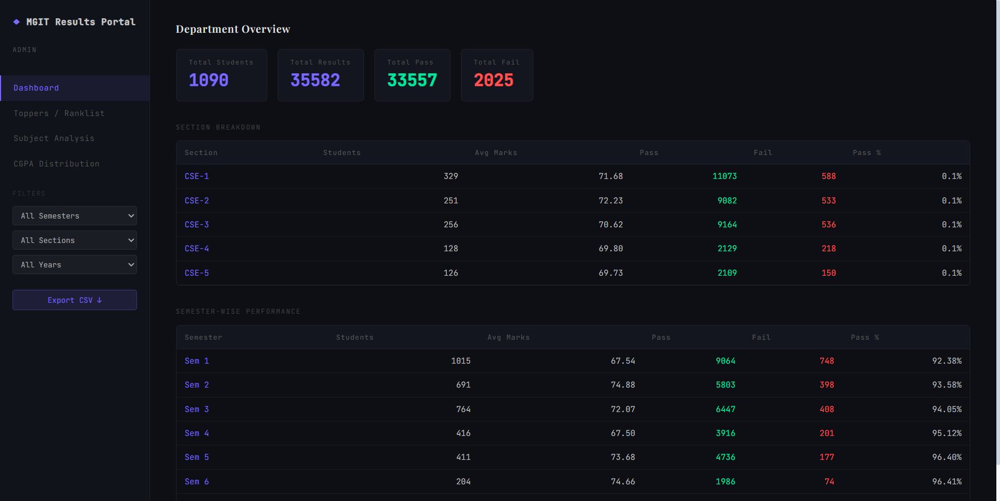 MGIT Results Portal
ADMIN
Dashboard
Toppers / Ranklist
Subject Analysis
CGPA Distribution
FILTERS
All Semesters
All Sections
All Years
Export CSV ↓
Department Overview
Total Students Total Results Total Pass Total Fail
1090 35582 33557 2025
SECTION BREAKDOWN
Section Students Avg Marks Pass Fail Pass %
CSE-1 329 71.68 11073 588 0.1%
CSE-2 251 72.23 9082 533 0.1%
CSE-3 256 70.62 9164 536 0.1%
CSE-4 128 69.80 2129 218 0.1%
CSE-5 126 69.73 2109 150 0.1%
SEMESTER-WISE PERFORMANCE
Semester Students Avg Marks Pass Fail Pass %
Sem 1 1015 67.54 9064 748 92.38%
Sem 2 691 74.88 5803 398 93.58%
Sem 3 764 72.07 6447 408 94.05%
Sem 4 416 67.50 3916 201 95.12%
Sem 5 411 73.68 4736 177 96.40%
Sem 6 204 74.66 1986 74 96.41%